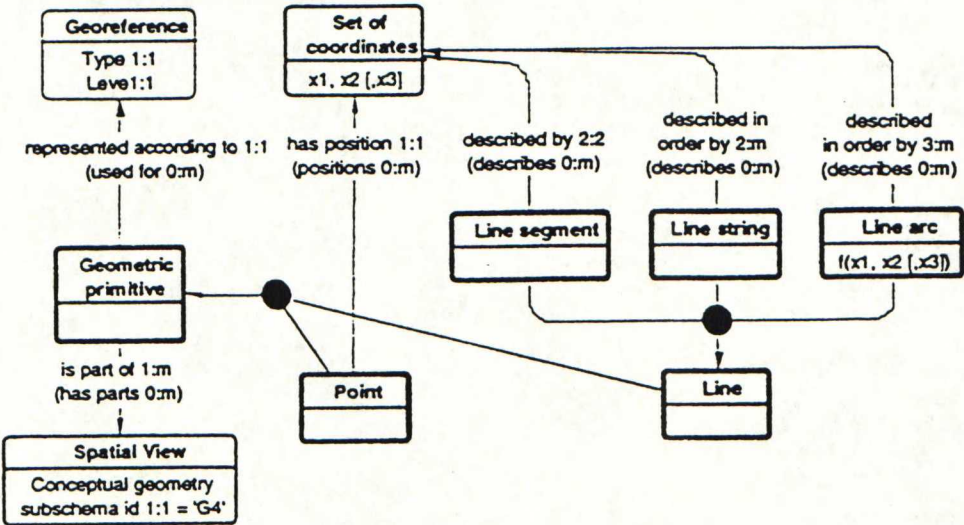 Georeference
Type 1:1
Leve1:1
Set of
coordinates
x1, x2 [,x3]
represented according to 1:1
(used for 0:m)
has position 1:1
(positions 0:m)
described by 2:2
(describes 0:m)
described in
order by 2:m
(describes 0:m)
described
in order by 3:m
(describes 0:m)
Geometric
primitive
Line segment
Line string
Line arc
f(x1, x2 [,x3])
is part of 1:m
(has parts 0:m)
Point
Line
Spatial View
Conceptual geometry
subschema id 1:1 = 'G4'